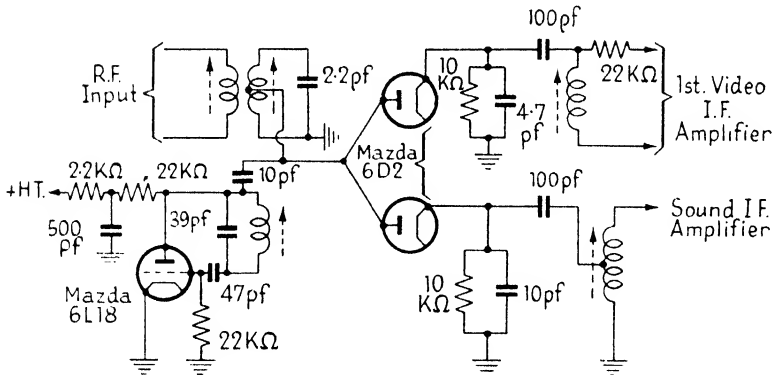 R.F.
Input
2·2pf
10pf
+HT.
2·2KΩ
22KΩ
500
pf
39pf
47pf
Mazda
6L18
22KΩ
Mazda
6D2
10
KΩ
4·7
pf
100pf
22KΩ
1st. Video
I.F.
Amplifier
100pf
Sound I.F.
Amplifier
10
KΩ
10pf